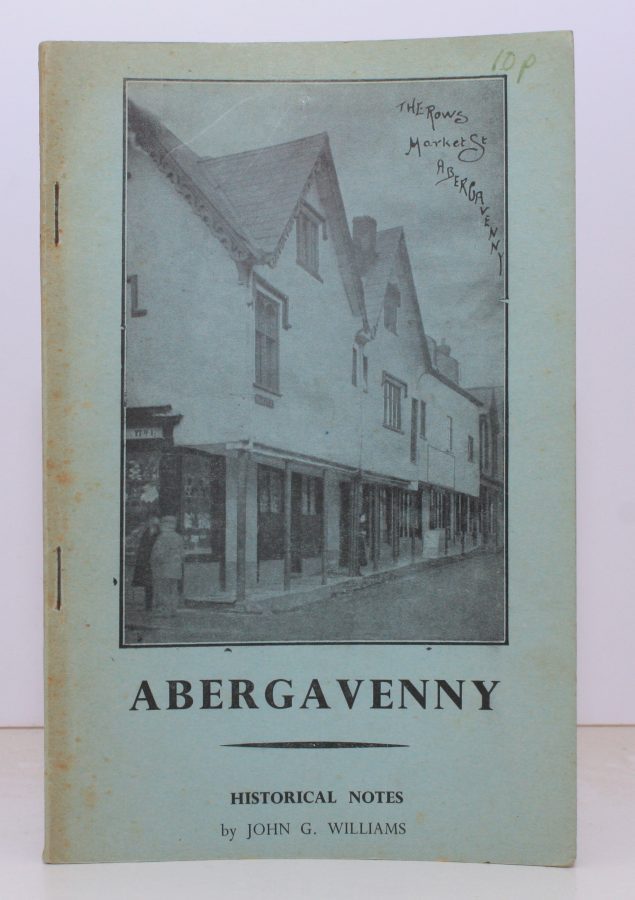 10p
THE ROWS
Market St
ABERGAVENNY
ABERGAVENNY
HISTORICAL NOTES
by JOHN G. WILLIAMS